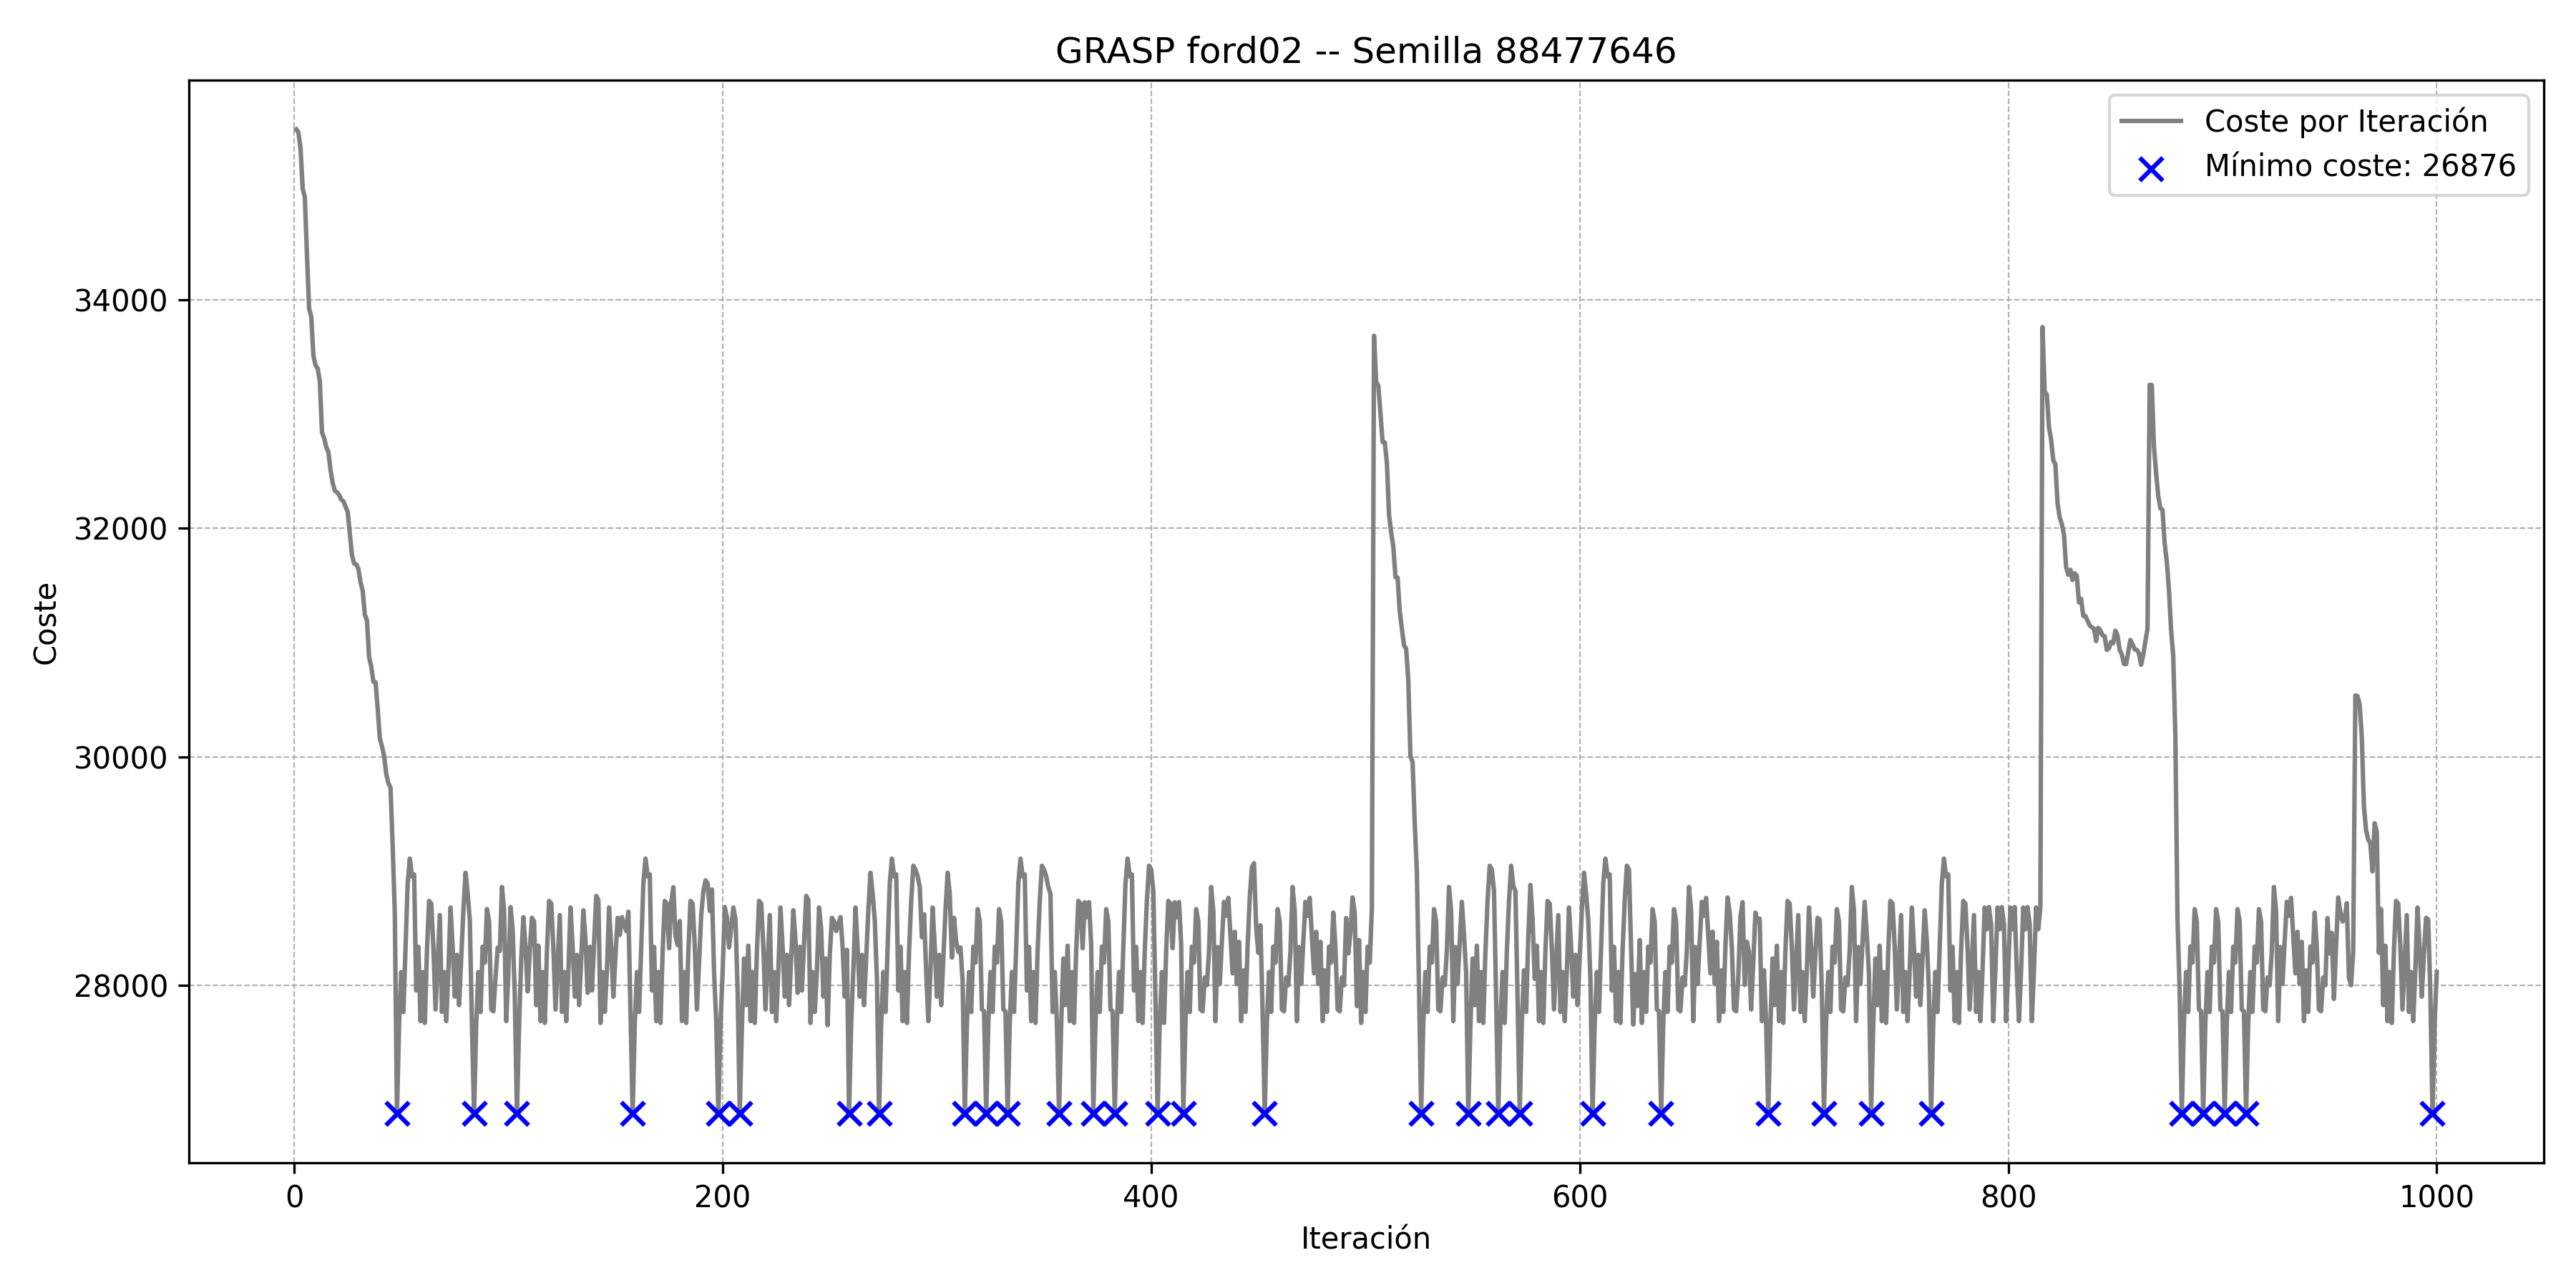 GRASP ford02 -- Semilla 88477646
Coste por Iteración
Mínimo coste: 26876
34000
32000
30000
28000
Coste
0 200 400 600 800 1000
Iteración